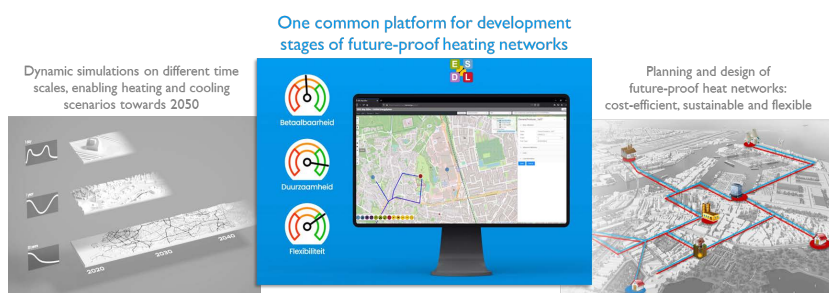 One common platform for development
stages of future-proof heating networks
Dynamic simulations on different time
scales, enabling heating and cooling
scenarios towards 2050
2020
2030
2040
E S
D L
Betaalbaarheid
Duurzaamheid
Flexibiliteit
Planning and design of
future-proof heat networks:
cost-efficient, sustainable and flexible